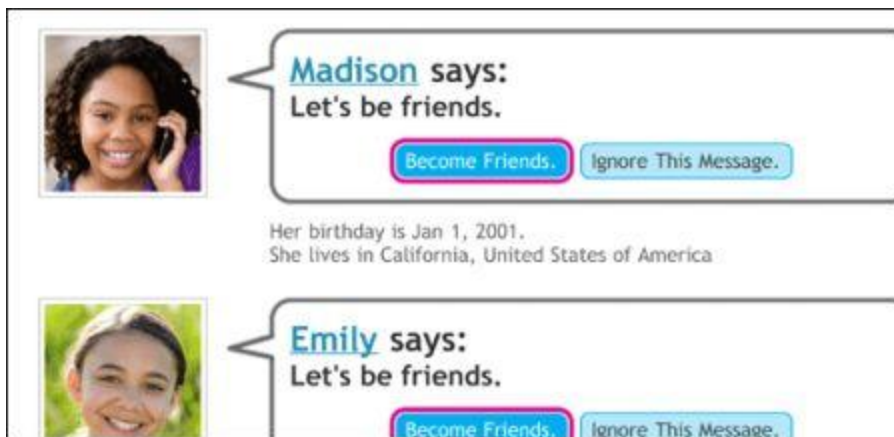 Madison says:
Let's be friends.
Become Friends. Ignore This Message.
Her birthday is Jan 1, 2001.
She lives in California, United States of America
Emily says:
Let's be friends.
Become Friends. Ignore This Message.